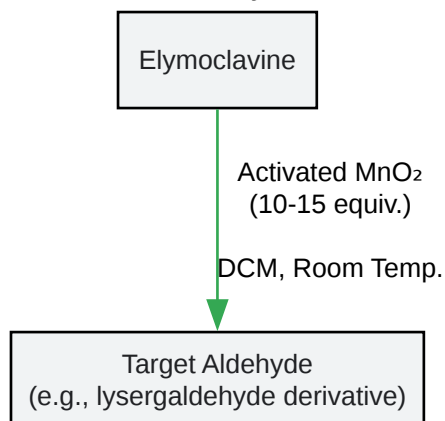 Elymoclavine
Activated MnO₂
(10-15 equiv.)
DCM, Room Temp.
Target Aldehyde
(e.g., lysergaldehyde derivative)